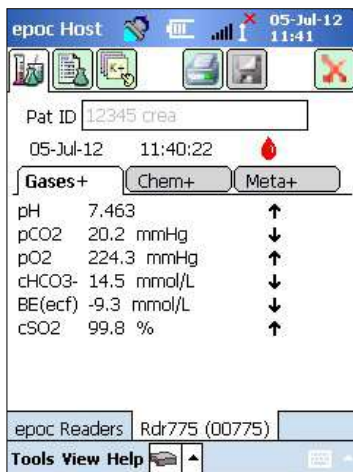 epoc Host 05-Jul-12
11:41
Pat ID 12345 crea
05-Jul-12 11:40:22
Gases+ Chem+ Meta+
pH 7.463 ↑
pCO2 20.2 mmHg ↓
pO2 224.3 mmHg ↑
cHCO3- 14.5 mmol/L ↓
BE(ecf) -9.3 mmol/L ↓
cSO2 99.8 % ↑
epoc Readers Rdr775 (00775)
Tools View Help